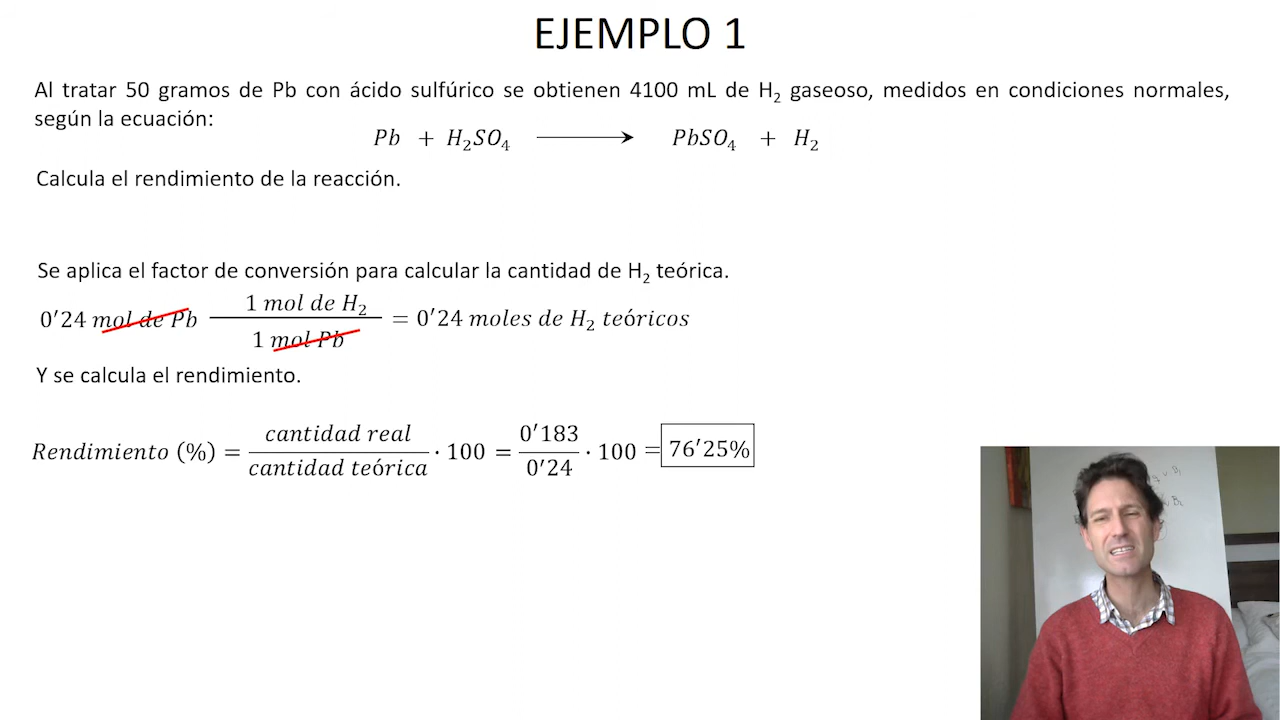 EJEMPLO 1
Al tratar 50 gramos de Pb con ácido sulfúrico se obtienen 4100 mL de H₂ gaseoso, medidos en condiciones normales,
según la ecuación:
Pb + H₂SO₄ ⟶ PbSO₄ + H₂
Calcula el rendimiento de la reacción.
Se aplica el factor de conversión para calcular la cantidad de H₂ teórica.
1 mol de H₂
0'24 mol de Pb ─── = 0'24 moles de H₂ teóricos
1 mol Pb
Y se calcula el rendimiento.
cantidad real 0'183
Rendimiento (%) = ─── · 100 = ─── · 100 = 76'25%
cantidad teórica 0'24